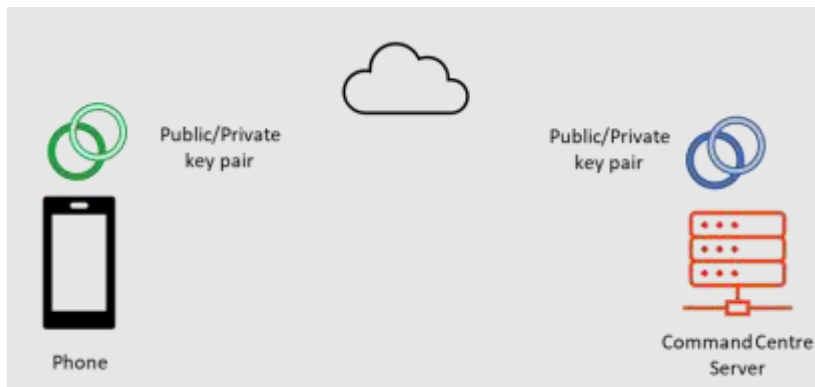 Public/Private
key pair
Public/Private
key pair
Phone
Command Centre
Server